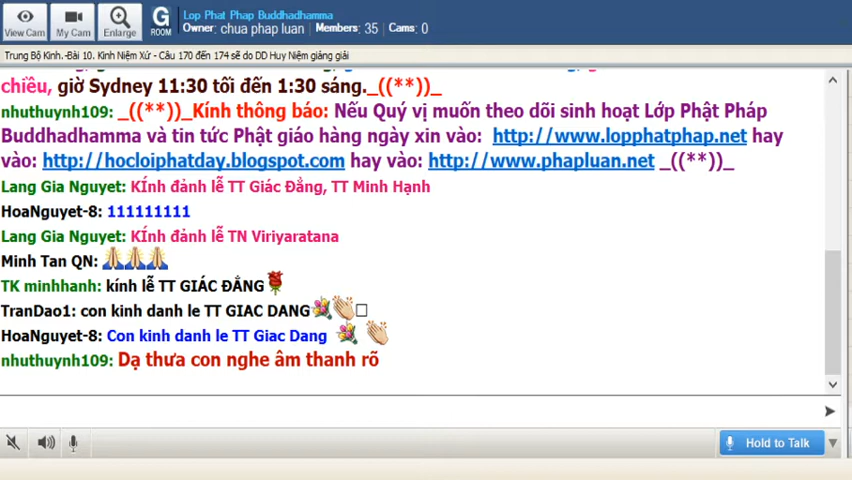 Lop Phat Phap Buddhadhamma
Owner: chua phap luan Members: 35 Cams: 0
View Cam My Cam Enlarge G ROOM
Trung Bộ Kinh.-Bài 10. Kinh Niệm Xứ - Câu 170 đến 174 sẽ do DD Huy Niệm giảng giải
chiều, giờ Sydney 11:30 tối đến 1:30 sáng._((**))_
nhuthuynh109: _((**))_Kính thông báo: Nếu Quý vị muốn theo dõi sinh hoạt Lớp Phật Pháp
Buddhadhamma và tin tức Phật giáo hàng ngày xin vào: http://www.lopphatphap.net hay
vào: http://hocloiphatday.blogspot.com hay vào: http://www.phapluan.net _((**))_
Lang Gia Nguyet: KÍnh đảnh lễ TT Giác Đẳng, TT Minh Hạnh
HoaNguyet-8: 111111111
Lang Gia Nguyet: KÍnh đảnh lễ TN Viriyaratana
Minh Tan QN: 🙏🙏🙏
TK minhhanh: kính lễ TT GIÁC ĐẲNG🌹
TranDao1: con kinh danh le TT GIAC DANG💐👏□
HoaNguyet-8: Con kinh danh le TT Giac Dang 💐 👏
nhuthuynh109: Dạ thưa con nghe âm thanh rõ
Hold to Talk